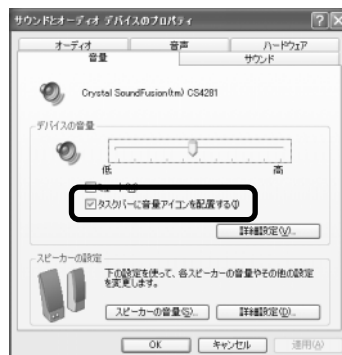 サウンドとオーディオ デバイスのプロパティ
オーディオ 音声 ハードウェア
音量 サウンド
Crystal SoundFusion(tm) CS4281
デバイスの音量
低 高
タスクバーに音量アイコンを配置する(I)
詳細設定(V)...
スピーカーの設定
下の設定を使って、各スピーカーの音量やその他の設定
を変更します。
スピーカーの音量(S)... 詳細設定(D)...
OK キャンセル 適用(A)